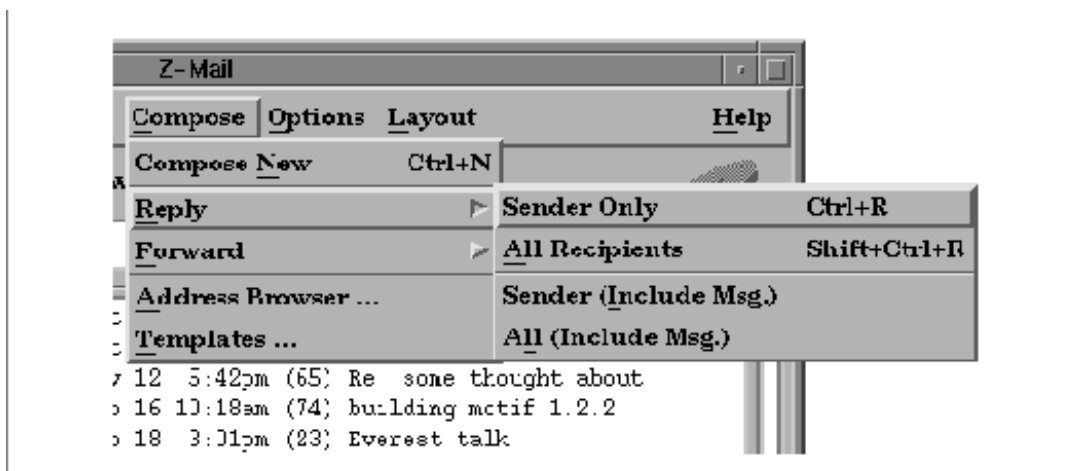 Z-Mail
Compose Options Layout Help
Compose New Ctrl+N
Reply
Forward
Address Browser ...
Templates ...
Sender Only Ctrl+R
All Recipients Shift+Ctrl+R
Sender (Include Msg.)
All (Include Msg.)
12 5:42pm (65) Re some thought about
16 10:18am (74) building motif 1.2.2
18 3:01pm (23) Everest talk